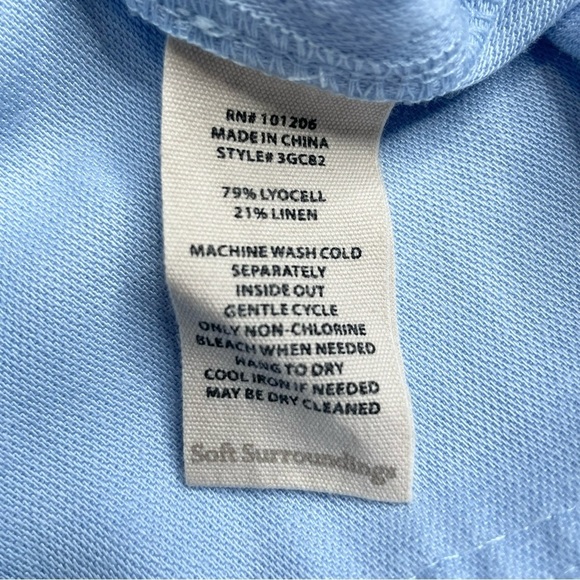 RN# 101206
MADE IN CHINA
STYLE# 3GC82
79% LYOCELL
21% LINEN
MACHINE WASH COLD
SEPARATELY
INSIDE OUT
GENTLE CYCLE
ONLY NON-CHLORINE
BLEACH WHEN NEEDED
HANG TO DRY
COOL IRON IF NEEDED
MAY BE DRY CLEANED
Soft Surroundings